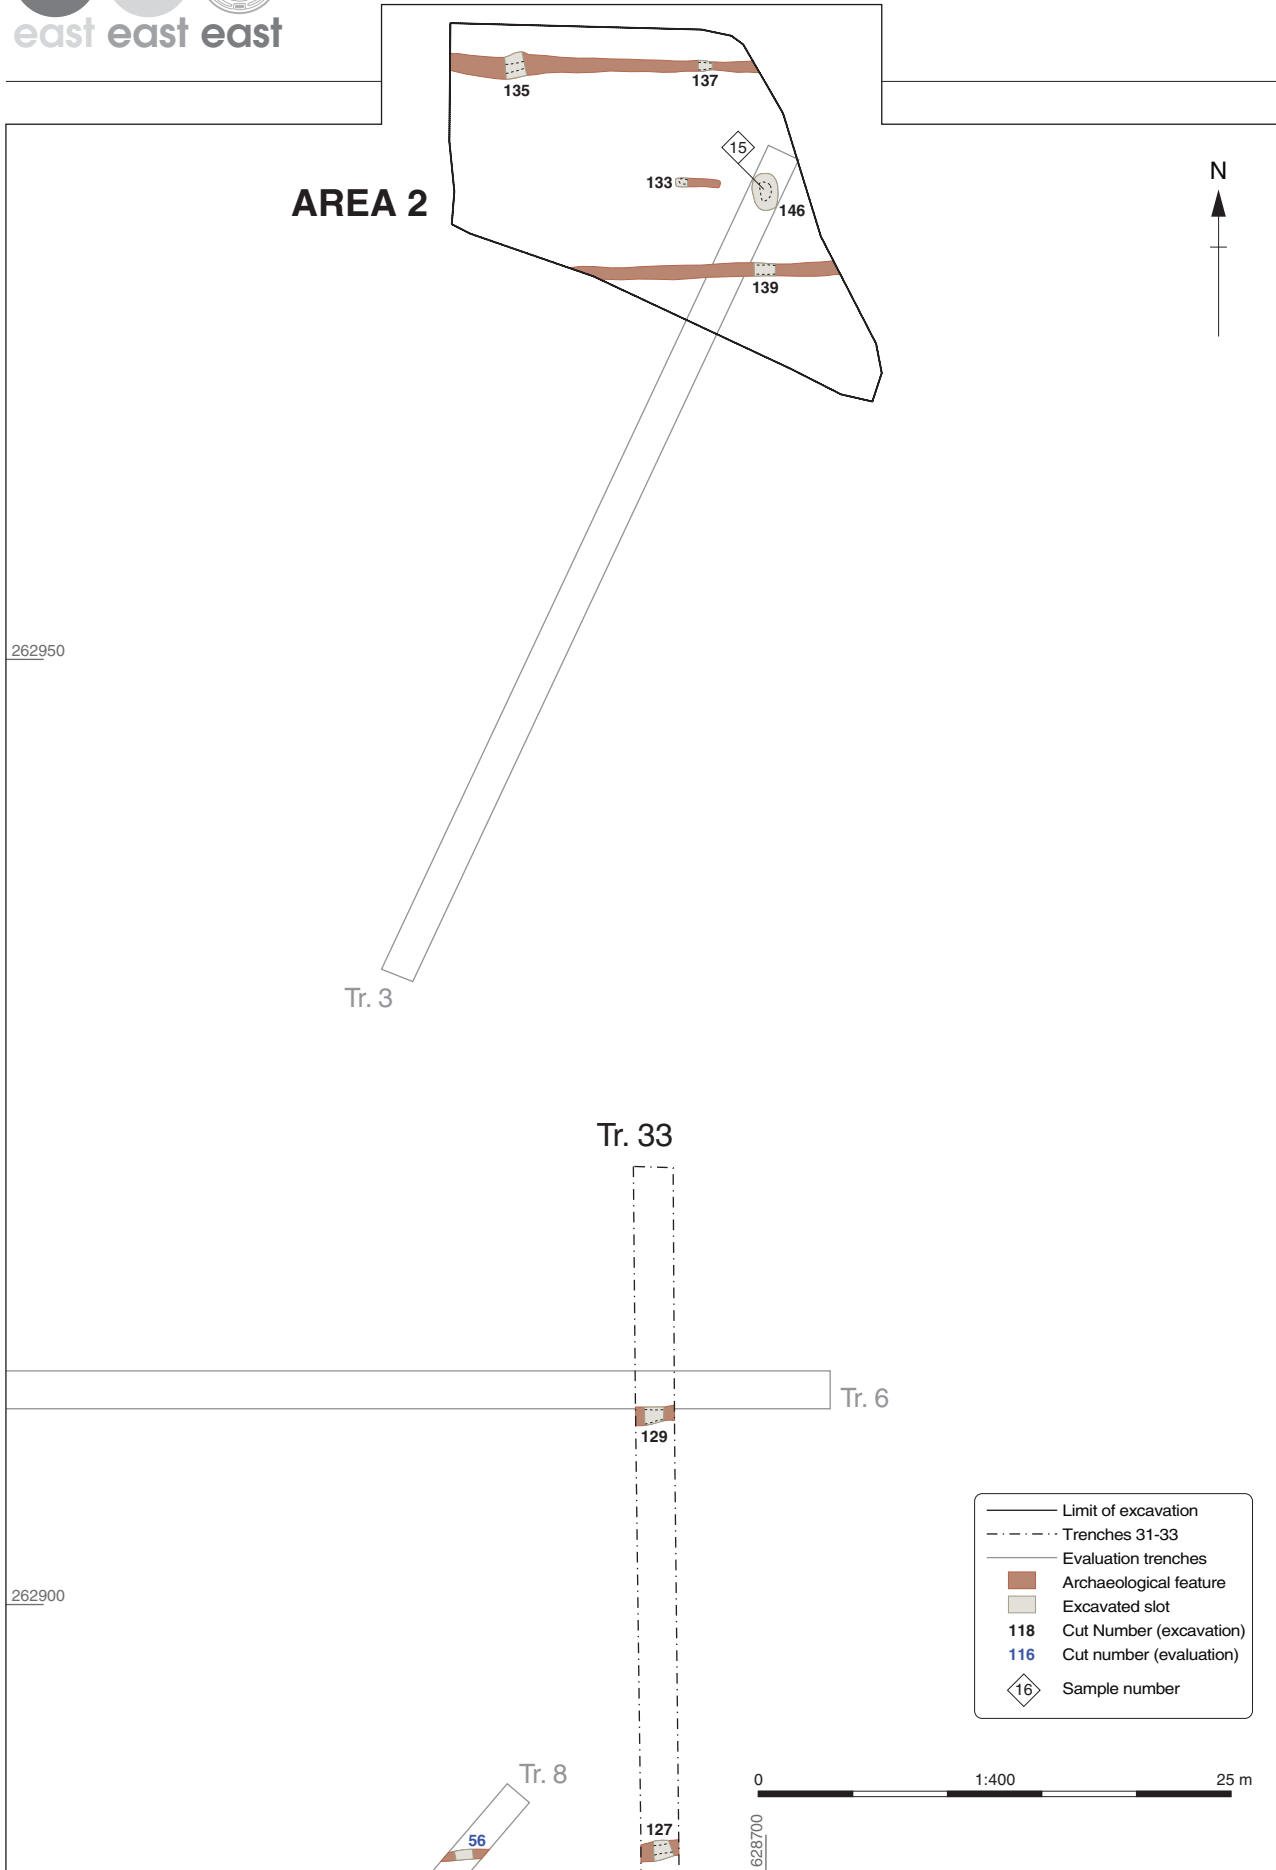 east east east
135
137
15
133
146
AREA 2
N
139
262950
Tr. 3
Tr. 33
Tr. 6
129
Limit of excavation
Trenches 31-33
Evaluation trenches
Archaeological feature
Excavated slot
118 Cut Number (excavation)
116 Cut number (evaluation)
16 Sample number
262900
Tr. 8
0 1:400 25 m
56
127
628700